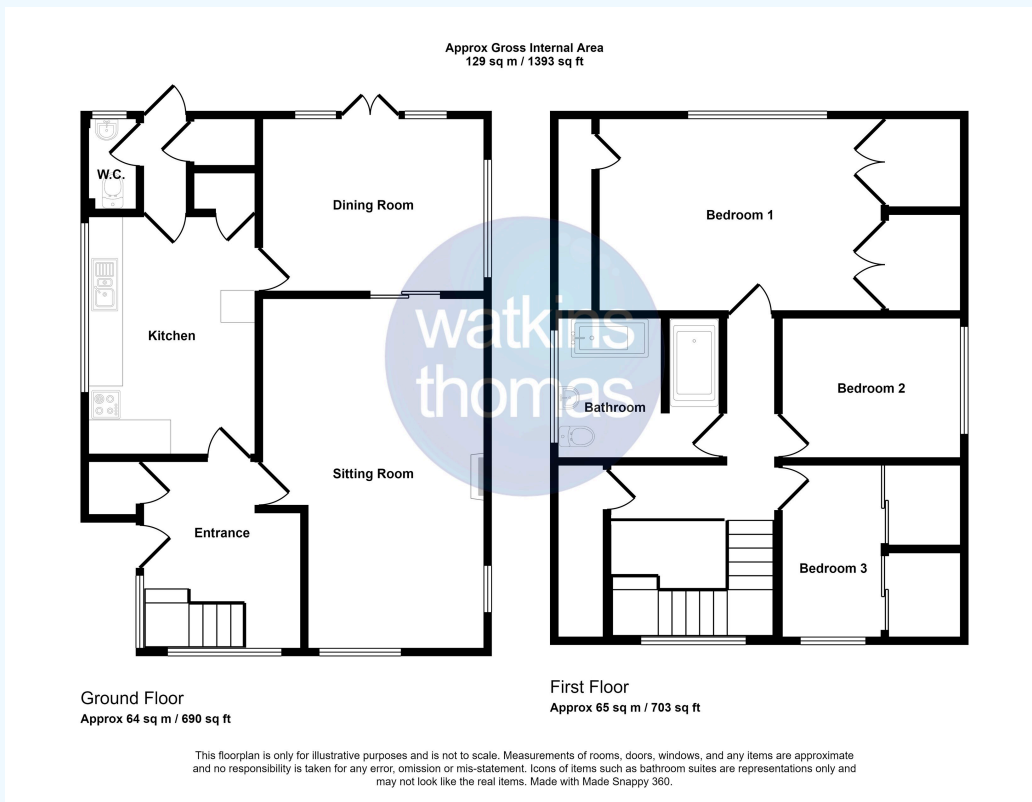 Approx Gross Internal Area
129 sq m / 1393 sq ft
W.C.
Dining Room
Kitchen
Sitting Room
Entrance
Bedroom 1
Bedroom 2
Bathroom
Bedroom 3
watkins
thomas
Ground Floor
Approx 64 sq m / 690 sq ft
First Floor
Approx 65 sq m / 703 sq ft
This floorplan is only for illustrative purposes and is not to scale. Measurements of rooms, doors, windows, and any items are approximate
and no responsibility is taken for any error, omission or mis-statement. Icons of items such as bathroom suites are representations only and
may not look like the real items. Made with Made Snappy 360.